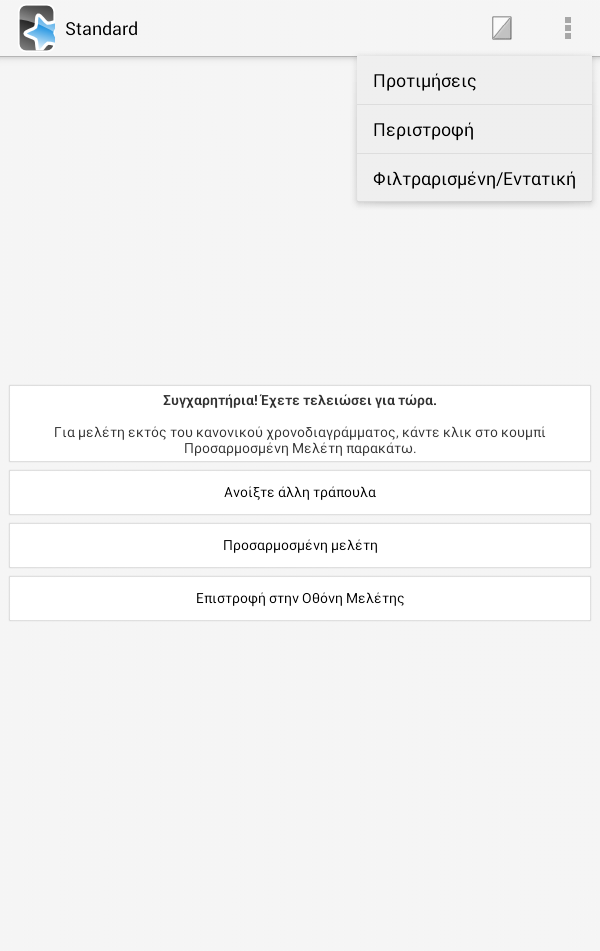 Standard
Προτιμήσεις
Περιστροφή
Φιλτραρισμένη/Εντατική
Συγχαρητήρια! Έχετε τελειώσει για τώρα.
Για μελέτη εκτός του κανονικού χρονοδιαγράμματος, κάντε κλικ στο κουμπί
Προσαρμοσμένη Μελέτη παρακάτω.
Ανοίξτε άλλη τράπουλα
Προσαρμοσμένη μελέτη
Επιστροφή στην Οθόνη Μελέτης